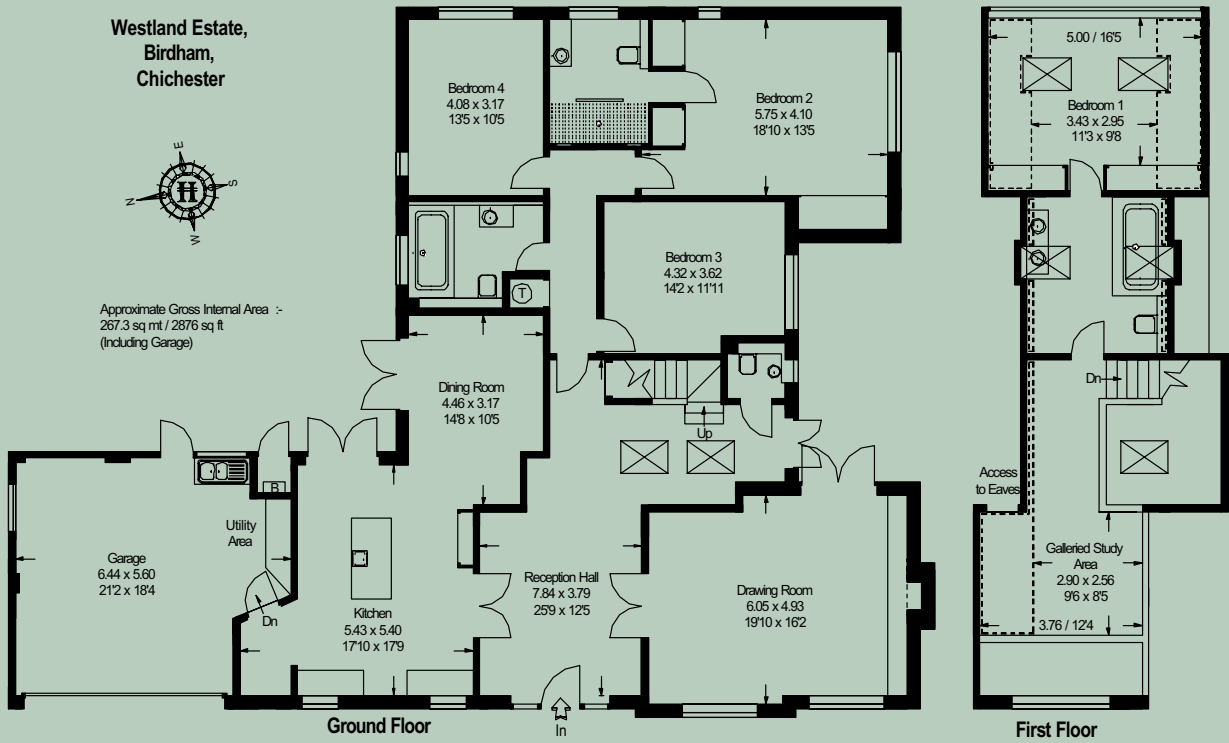 Westland Estate,
Birdham,
Chichester
E
S
N
W
H
Approximate Gross Internal Area :-
267.3 sq mt / 2876 sq ft
(Including Garage)
Bedroom 4
4.08 x 3.17
13'5 x 10'5
Bedroom 2
5.75 x 4.10
18'10 x 13'5
Bedroom 3
4.32 x 3.62
14'2 x 11'11
T
Dining Room
4.46 x 3.17
14'8 x 10'5
Up
B
Utility
Area
Garage
6.44 x 5.60
21'2 x 18'4
Dn
Kitchen
5.43 x 5.40
17'10 x 17'9
Reception Hall
7.84 x 3.79
25'9 x 12'5
Drawing Room
6.05 x 4.93
19'10 x 16'2
In
Ground Floor
5.00 / 16'5
Bedroom 1
3.43 x 2.95
11'3 x 9'8
Dn
Access
to Eaves
Galleried Study
Area
2.90 x 2.56
9'6 x 8'5
3.76 / 12'4
First Floor